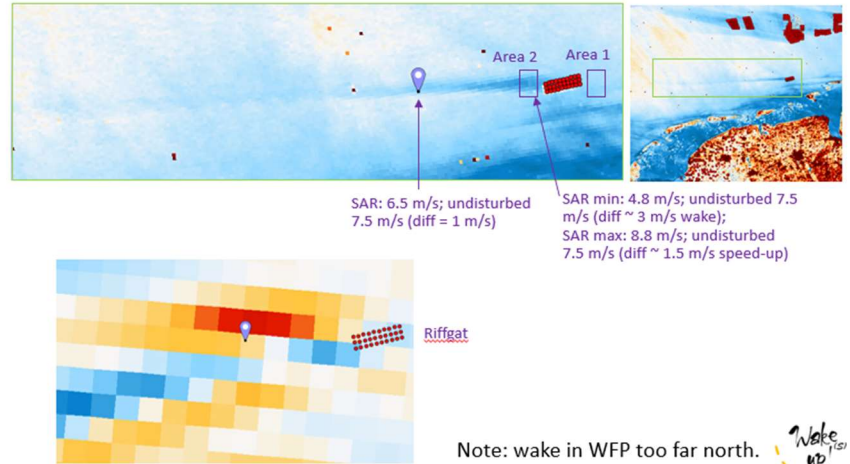 Area 2
Area 1
SAR: 6.5 m/s; undisturbed
7.5 m/s (diff = 1 m/s)
SAR min: 4.8 m/s; undisturbed 7.5
m/s (diff ~ 3 m/s wake);
SAR max: 8.8 m/s; undisturbed
7.5 m/s (diff ~ 1.5 m/s speed-up)
Riffgat
Note: wake in WFP too far north.
Wake
up!(s)